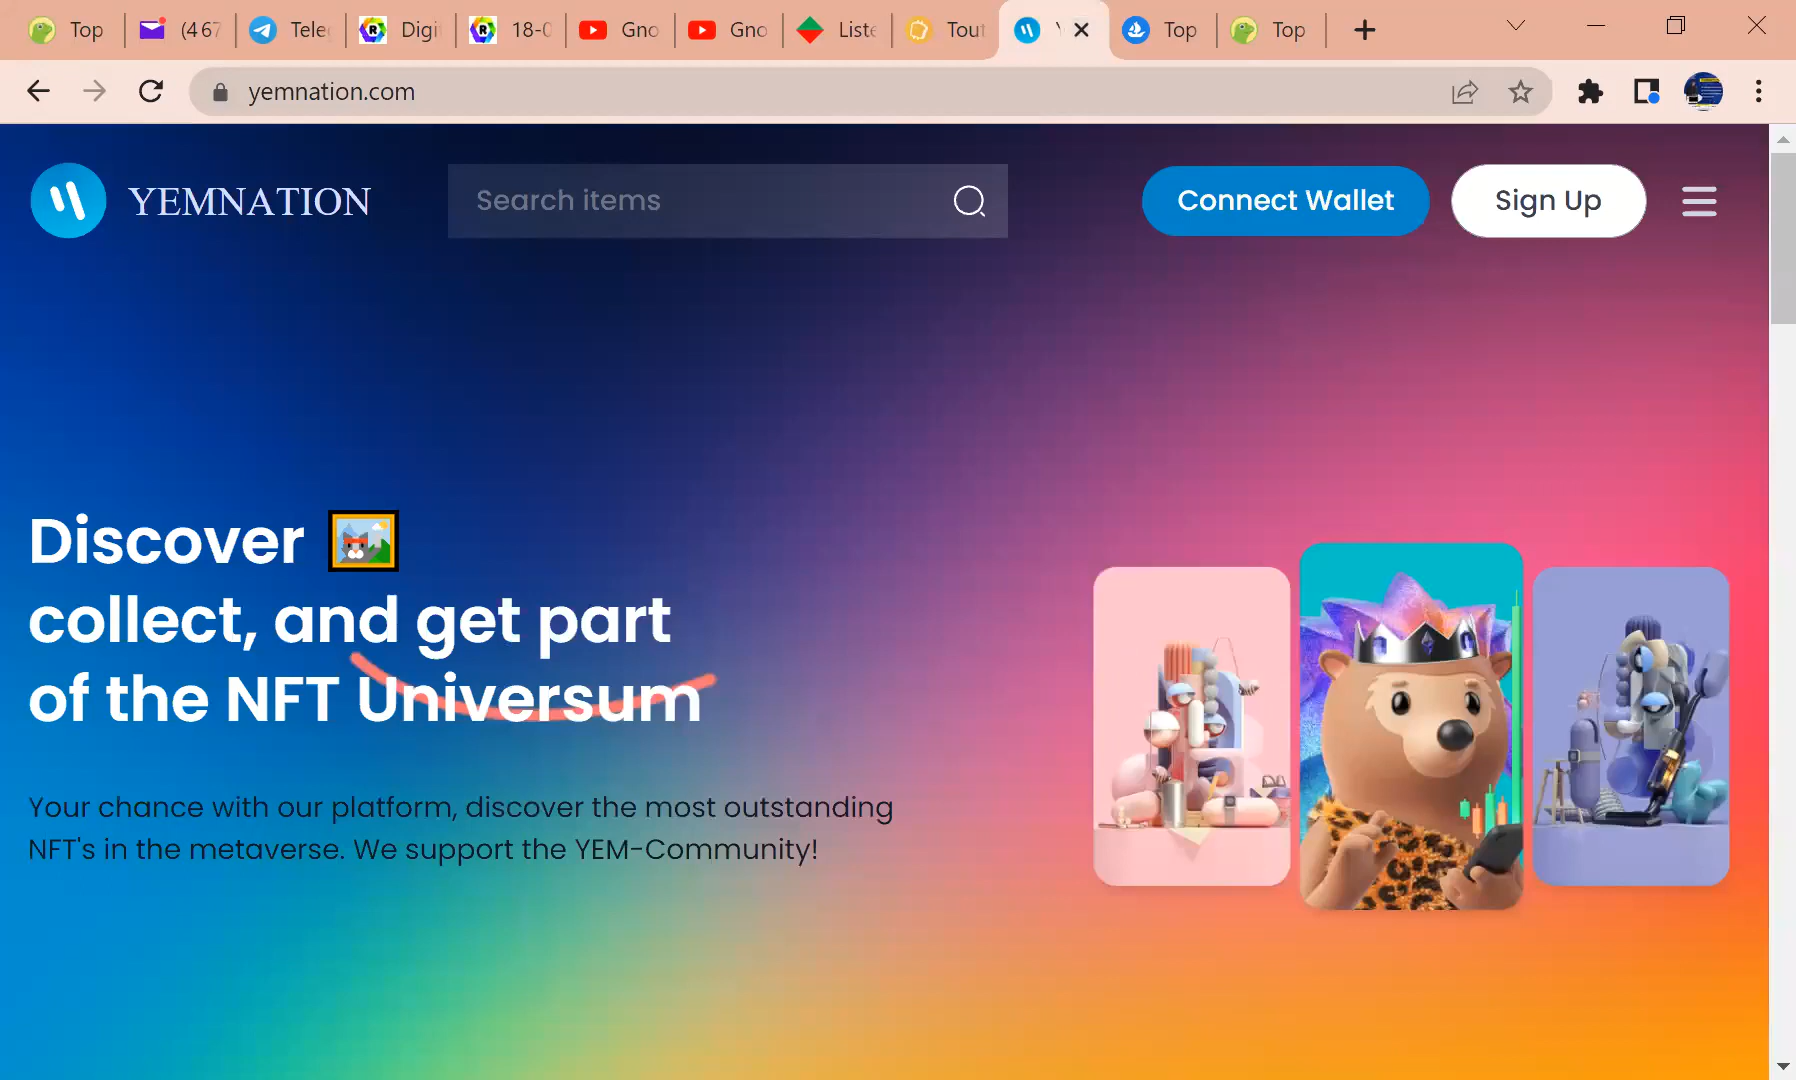 Top
(4 67
Tele
Digi
18-0
Gno
Gno
Liste
Tout
Top
Top
yemnation.com
YEMNATION
Search items
Connect Wallet
Sign Up
Discover
collect, and get part
of the NFT Universum
Your chance with our platform, discover the most outstanding
NFT's in the metaverse. We support the YEM-Community!